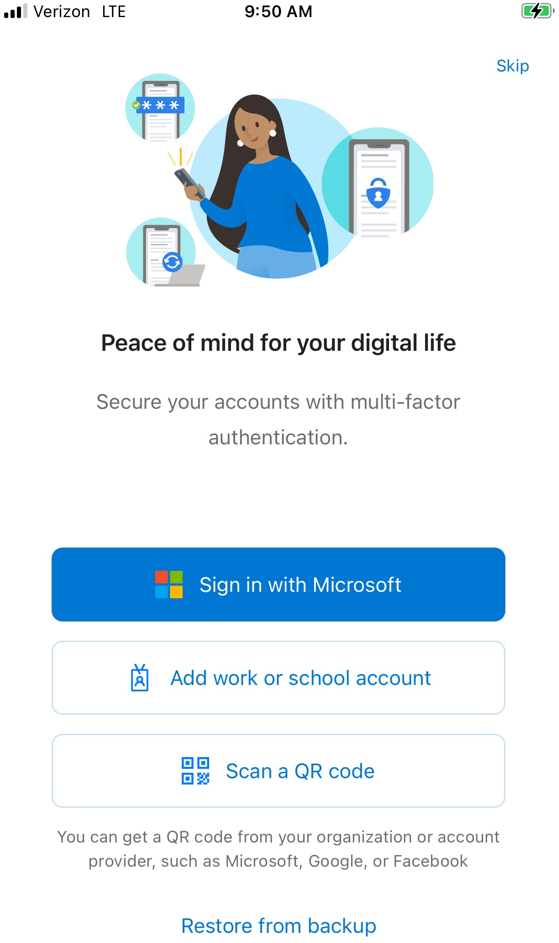 Verizon LTE 9:50 AM
Skip
***
Peace of mind for your digital life
Secure your accounts with multi-factor
authentication.
Sign in with Microsoft
Add work or school account
Scan a QR code
You can get a QR code from your organization or account
provider, such as Microsoft, Google, or Facebook
Restore from backup